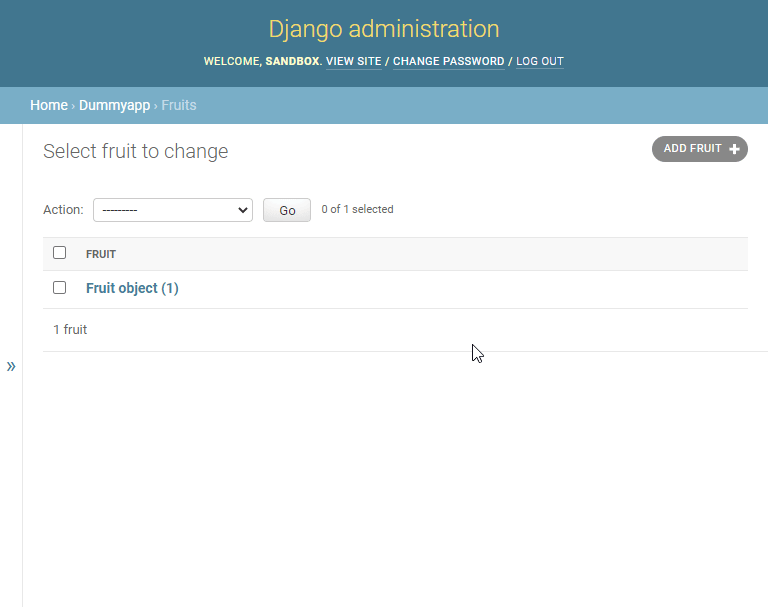 Django administration
WELCOME, SANDBOX. VIEW SITE / CHANGE PASSWORD / LOG OUT
Home › Dummyapp › Fruits
Select fruit to change
ADD FRUIT +
Action: --------- Go 0 of 1 selected
FRUIT
Fruit object (1)
1 fruit
»